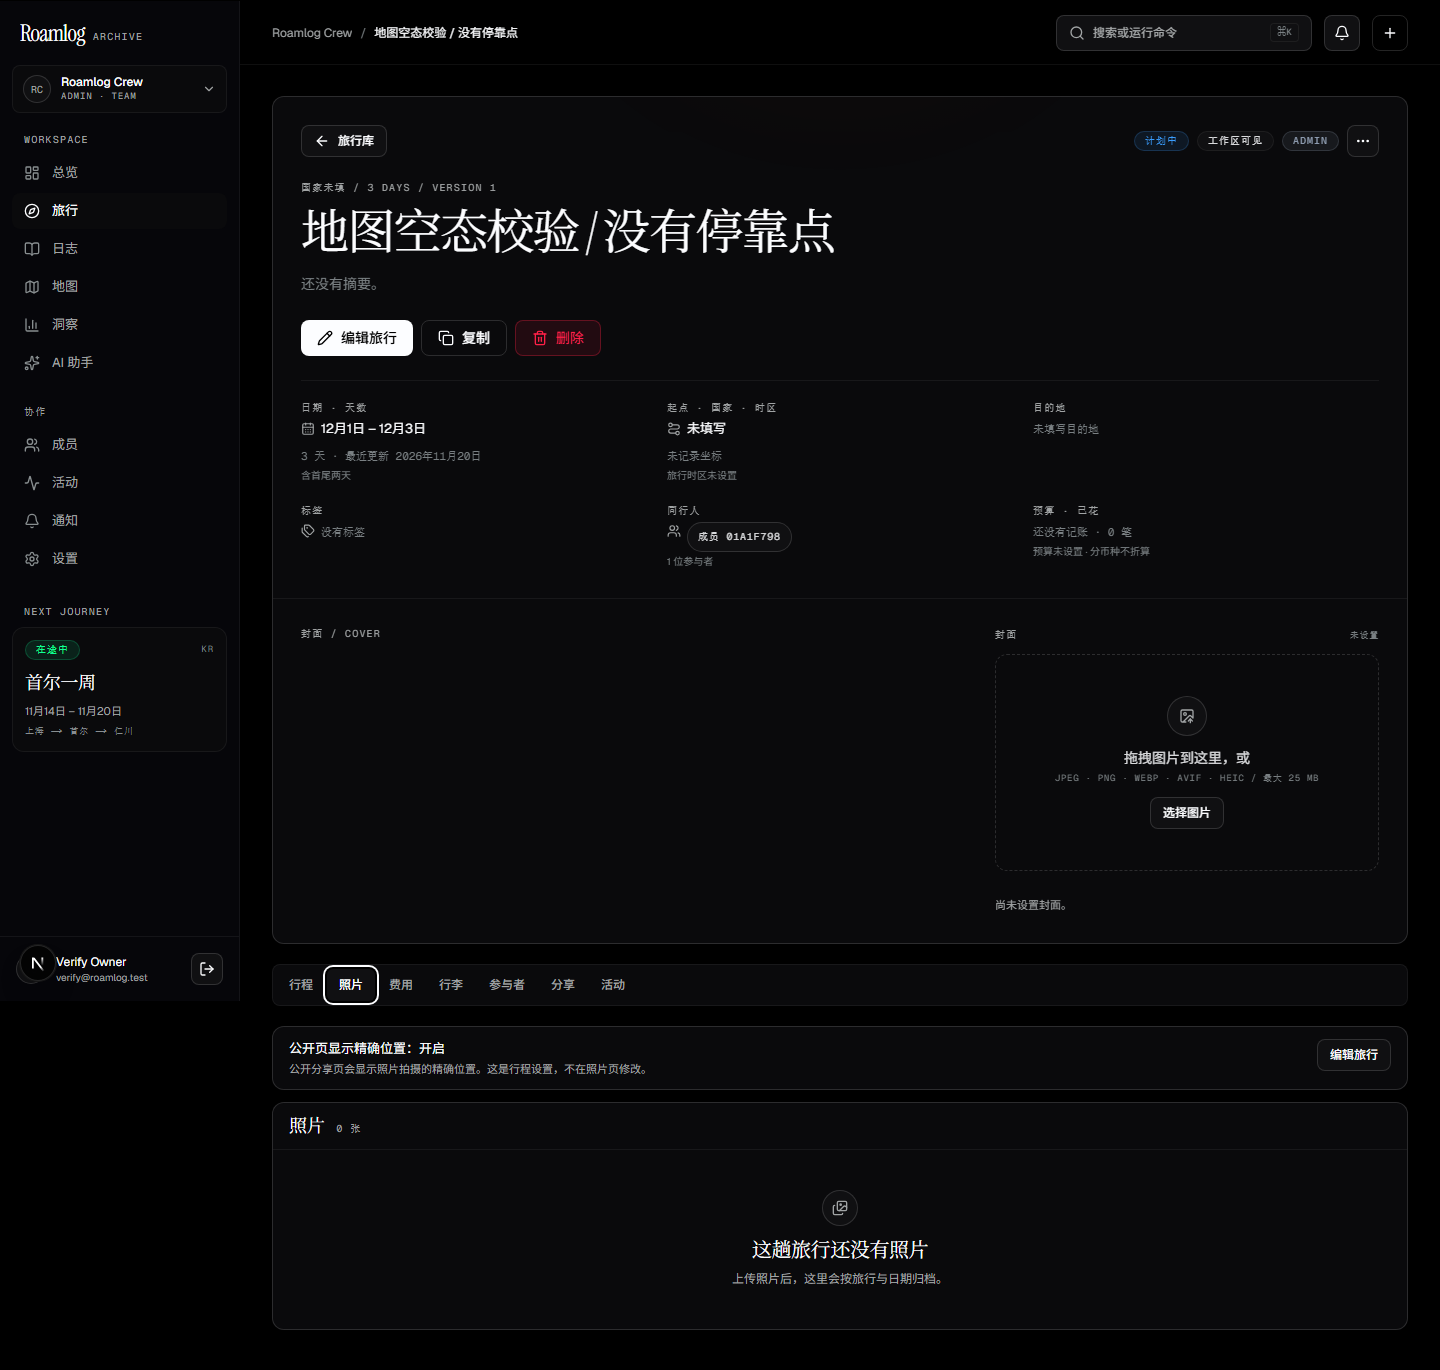 Roamlog ARCHIVE
RC
Roamlog Crew
ADMIN · TEAM
WORKSPACE
总览
旅行
日志
地图
洞察
AI 助手
协作
成员
活动
通知
设置
NEXT JOURNEY
在途中
KR
首尔一周
11月14日 – 11月20日
上海 → 首尔 → 仁川
N
Verify Owner
verify@roamlog.test
Roamlog Crew / 地图空态校验 / 没有停靠点
搜索或运行命令
⌘K
旅行库
计划中
工作区可见
ADMIN
国家未填 / 3 DAYS / VERSION 1
地图空态校验 / 没有停靠点
还没有摘要。
编辑旅行
复制
删除
日期 · 天数
12月1日 – 12月3日
3 天 · 最近更新 2026年11月20日
含首尾两天
起点 · 国家 · 时区
未填写
未记录坐标
旅行时区未设置
目的地
未填写目的地
标签
没有标签
同行人
成员 01A1F798
1 位参与者
预算 · 已花
还没有记账 · 0 笔
预算未设置 · 分币种不折算
封面 / COVER
封面
未设置
拖拽图片到这里，或
JPEG · PNG · WEBP · AVIF · HEIC / 最大 25 MB
选择图片
尚未设置封面。
行程
照片
费用
行李
参与者
分享
活动
公开页显示精确位置：开启
公开分享页会显示照片拍摄的精确位置。这是行程设置，不在照片页修改。
编辑旅行
照片 0 张
这趟旅行还没有照片
上传照片后，这里会按旅行与日期归档。